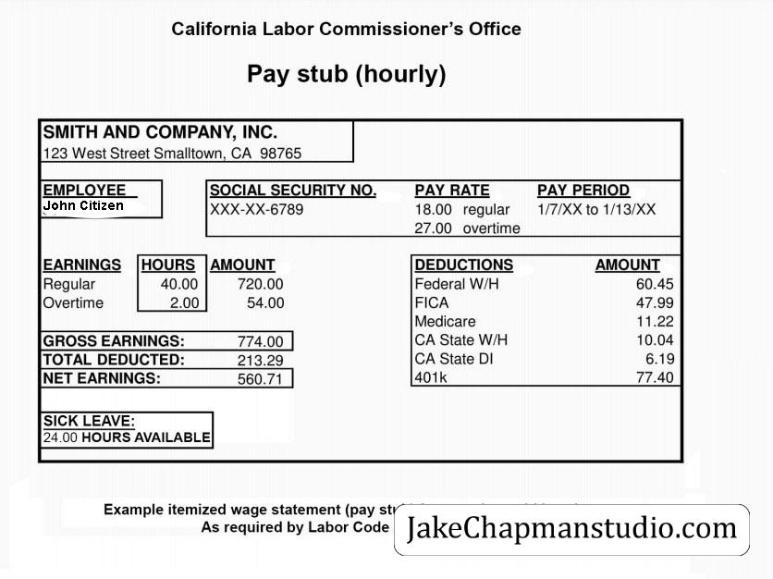 California Labor Commissioner's Office
Pay stub (hourly)
SMITH AND COMPANY, INC.
123 West Street Smalltown, CA 98765
EMPLOYEE SOCIAL SECURITY NO. PAY RATE PAY PERIOD
John Citizen XXX-XX-6789 18.00 regular 1/7/XX to 1/13/XX
27.00 overtime
EARNINGS HOURS AMOUNT DEDUCTIONS AMOUNT
Regular 40.00 720.00 Federal W/H 60.45
Overtime 2.00 54.00 FICA 47.99
Medicare 11.22
GROSS EARNINGS: 774.00 CA State W/H 10.04
TOTAL DEDUCTED: 213.29 CA State DI 6.19
NET EARNINGS: 560.71 401k 77.40
SICK LEAVE:
24.00 HOURS AVAILABLE
Example itemized wage statement (pay
As required by Labor Code
JakeChapmanstudio.com